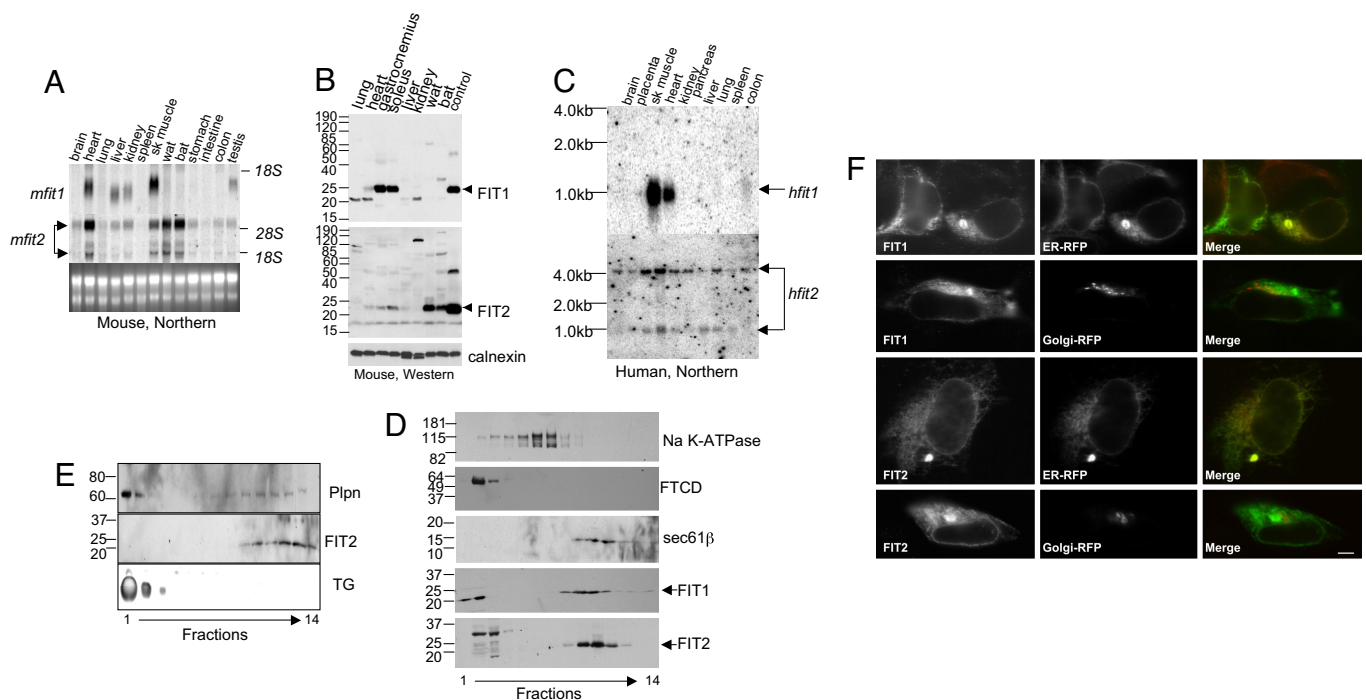 A
brain
heart
lung
liver
kidney
spleen
sk muscle
wat
bat
stomach
intestine
colon
testis
mfit1
mfit2
18S
28S
18S
Mouse, Northern
B
lung
heart
gastrocnemius
soleus
liver
kidney
wat
bat
control
190
120
85
60
50
40
25
20
15
FIT1
190
120
85
60
50
40
25
20
15
FIT2
calnexin
Mouse, Western
C
brain
placenta
sk muscle
heart
kidney
pancreas
liver
lung
spleen
colon
4.0kb
2.0kb
1.0kb
hfit1
4.0kb
2.0kb
1.0kb
hfit2
Human, Northern
D
181
115
82
Na K-ATPase
64
49
37
FTCD
20
15
10
sec61β
37
25
20
FIT1
37
25
20
FIT2
1
14
Fractions
E
80
60
Plpn
37
25
20
FIT2
TG
1
14
Fractions
F
FIT1
ER-RFP
Merge
FIT1
Golgi-RFP
Merge
FIT2
ER-RFP
Merge
FIT2
Golgi-RFP
Merge